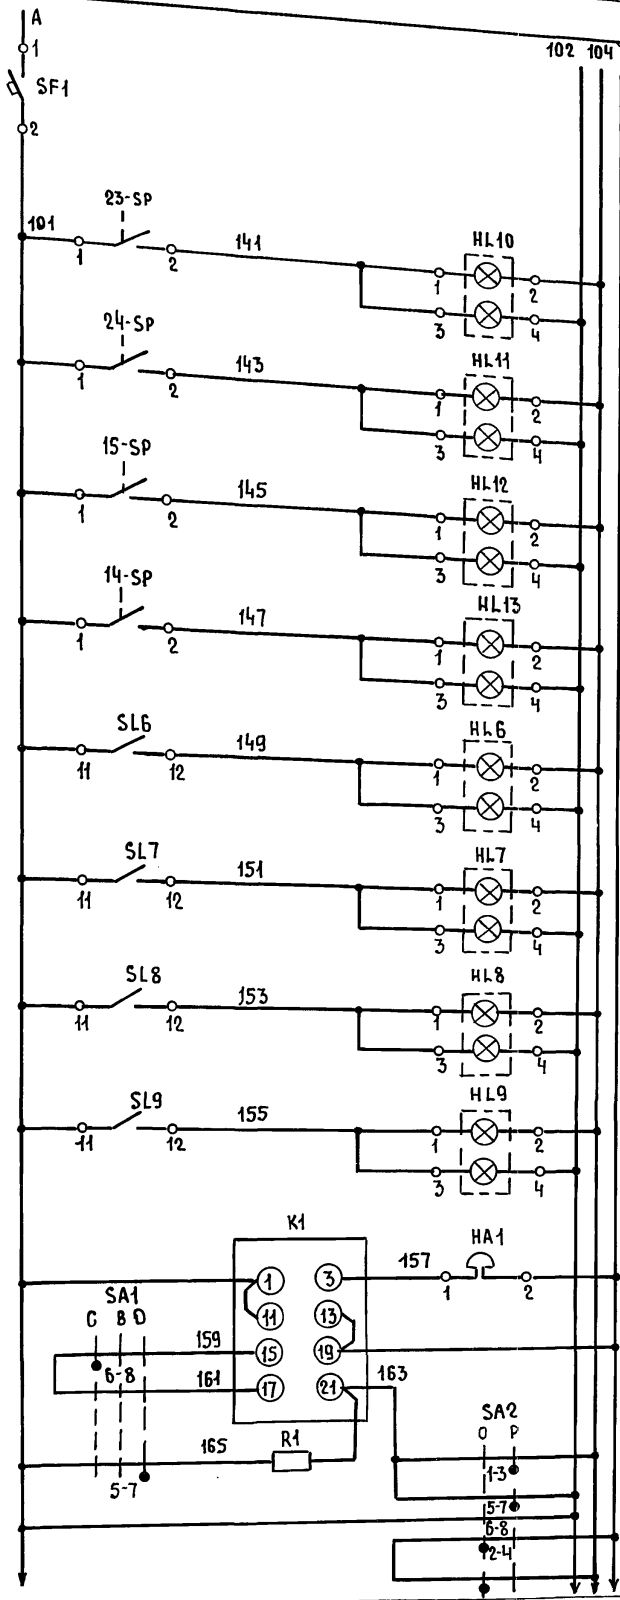 A
102 104
1
SF1
2
23-SP
101 141 HL10
1 2 1 2
3 4
24-SP
143 HL11
1 2 1 2
3 4
15-SP
145 HL12
1 2 1 2
3 4
14-SP
147 HL13
1 2 1 2
3 4
SL6 149 HL6
11 12 1 2
3 4
SL7 151 HL7
11 12 1 2
3 4
SL8 153 HL8
11 12 1 2
3 4
SL9 155 HL9
11 12 1 2
3 4
K1
157 HA1
1 3 1 2
SA1
С В О
11 13
159 15 19
6-8
161 17 21 163
SA2
О Р
165 R1
1-3
5-7
5-7
6-8
2-4